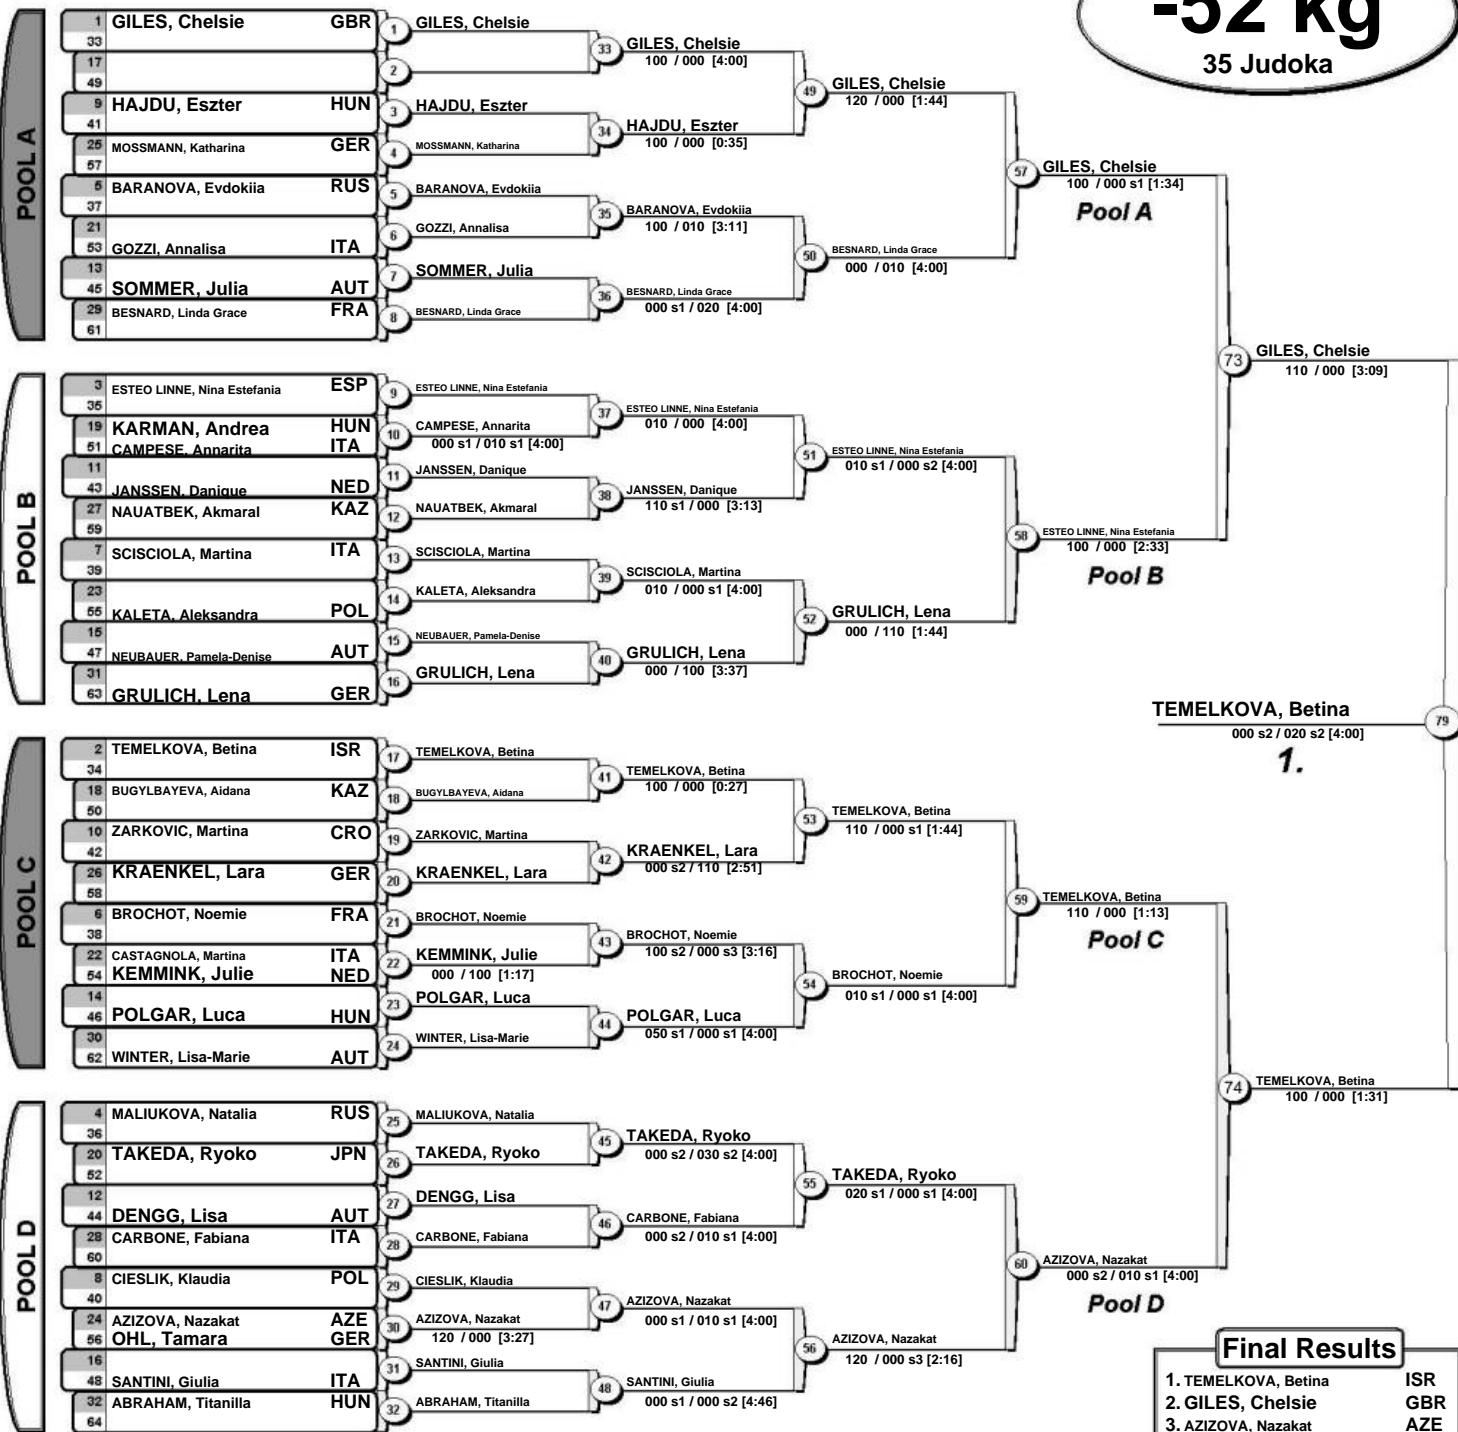 -52 kg
35 Judoka
POOL A
1 GILES, Chelsie GBR
33
17
49
9 HAJDU, Eszter HUN
41
25 MOSSMANN, Katharina GER
57
5 BARANOVA, Evdokiia RUS
37
21
53 GOZZI, Annalisa ITA
13
45 SOMMER, Julia AUT
29 BESNARD, Linda Grace FRA
61
1 GILES, Chelsie
2
3 HAJDU, Eszter
4 MOSSMANN, Katharina
5 BARANOVA, Evdokiia
6 GOZZI, Annalisa
7 SOMMER, Julia
8 BESNARD, Linda Grace
33 GILES, Chelsie
100 / 000 [4:00]
34 HAJDU, Eszter
100 / 000 [0:35]
35 BARANOVA, Evdokiia
100 / 010 [3:11]
36 BESNARD, Linda Grace
000 s1 / 020 [4:00]
49 GILES, Chelsie
120 / 000 [1:44]
50 BESNARD, Linda Grace
000 / 010 [4:00]
57 GILES, Chelsie
100 / 000 s1 [1:34]
Pool A
POOL B
3 ESTEO LINNE, Nina Estefania ESP
35
19 KARMAN, Andrea HUN
51 CAMPESE, Annarita ITA
11
43 JANSSEN, Danique NED
27 NAUATBEK, Akmaral KAZ
59
7 SCISCIOLA, Martina ITA
39
23
55 KALETA, Aleksandra POL
15
47 NEUBAUER, Pamela-Denise AUT
31
63 GRULICH, Lena GER
9 ESTEO LINNE, Nina Estefania
10 CAMPESE, Annarita
000 s1 / 010 s1 [4:00]
11 JANSSEN, Danique
12 NAUATBEK, Akmaral
13 SCISCIOLA, Martina
14 KALETA, Aleksandra
15 NEUBAUER, Pamela-Denise
16 GRULICH, Lena
37 ESTEO LINNE, Nina Estefania
010 / 000 [4:00]
38 JANSSEN, Danique
110 s1 / 000 [3:13]
39 SCISCIOLA, Martina
010 / 000 s1 [4:00]
40 GRULICH, Lena
000 / 100 [3:37]
51 ESTEO LINNE, Nina Estefania
010 s1 / 000 s2 [4:00]
52 GRULICH, Lena
000 / 110 [1:44]
58 ESTEO LINNE, Nina Estefania
100 / 000 [2:33]
Pool B
73 GILES, Chelsie
110 / 000 [3:09]
TEMELKOVA, Betina 79
000 s2 / 020 s2 [4:00]
1.
POOL C
2 TEMELKOVA, Betina ISR
34
18 BUGYLBAYEVA, Aidana KAZ
50
10 ZARKOVIC, Martina CRO
42
26 KRAENKEL, Lara GER
58
6 BROCHOT, Noemie FRA
38
22 CASTAGNOLA, Martina ITA
54 KEMMINK, Julie NED
14
46 POLGAR, Luca HUN
30
62 WINTER, Lisa-Marie AUT
17 TEMELKOVA, Betina
18 BUGYLBAYEVA, Aidana
19 ZARKOVIC, Martina
20 KRAENKEL, Lara
21 BROCHOT, Noemie
22 KEMMINK, Julie
000 / 100 [1:17]
23 POLGAR, Luca
24 WINTER, Lisa-Marie
41 TEMELKOVA, Betina
100 / 000 [0:27]
42 KRAENKEL, Lara
000 s2 / 110 [2:51]
43 BROCHOT, Noemie
100 s2 / 000 s3 [3:16]
44 POLGAR, Luca
050 s1 / 000 s1 [4:00]
53 TEMELKOVA, Betina
110 / 000 s1 [1:44]
54 BROCHOT, Noemie
010 s1 / 000 s1 [4:00]
59 TEMELKOVA, Betina
110 / 000 [1:13]
Pool C
POOL D
4 MALIUKOVA, Natalia RUS
36
20 TAKEDA, Ryoko JPN
52
12
44 DENGG, Lisa AUT
28 CARBONE, Fabiana ITA
60
8 CIESLIK, Klaudia POL
40
24 AZIZOVA, Nazakat AZE
56 OHL, Tamara GER
16
48 SANTINI, Giulia ITA
32 ABRAHAM, Titanilla HUN
64
25 MALIUKOVA, Natalia
26 TAKEDA, Ryoko
27 DENGG, Lisa
28 CARBONE, Fabiana
29 CIESLIK, Klaudia
30 AZIZOVA, Nazakat
120 / 000 [3:27]
31 SANTINI, Giulia
32 ABRAHAM, Titanilla
45 TAKEDA, Ryoko
000 s2 / 030 s2 [4:00]
46 CARBONE, Fabiana
000 s2 / 010 s1 [4:00]
47 AZIZOVA, Nazakat
000 s1 / 010 s1 [4:00]
48 SANTINI, Giulia
000 s1 / 000 s2 [4:46]
55 TAKEDA, Ryoko
020 s1 / 000 s1 [4:00]
56 AZIZOVA, Nazakat
120 / 000 s3 [2:16]
60 AZIZOVA, Nazakat
000 s2 / 010 s1 [4:00]
Pool D
74 TEMELKOVA, Betina
100 / 000 [1:31]
Final Results
1. TEMELKOVA, Betina ISR
2. GILES, Chelsie GBR
3. AZIZOVA, Nazakat AZE